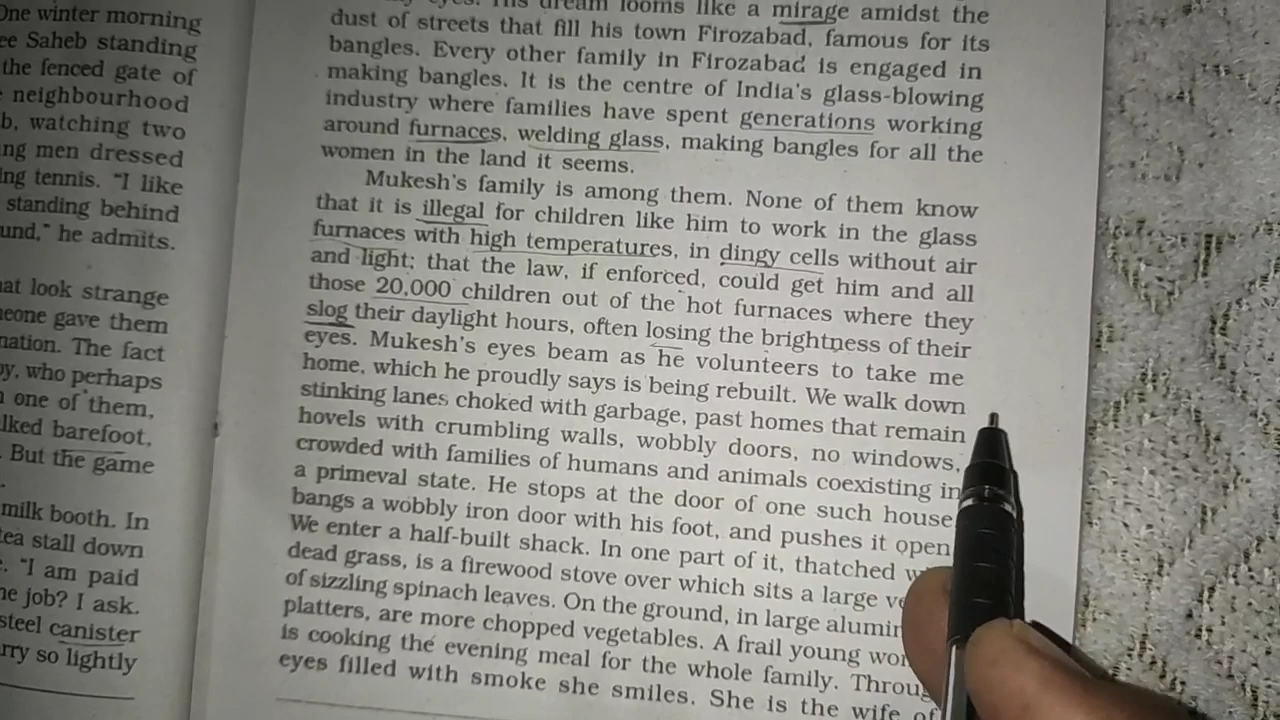 One winter morning
ee Saheb standing
the fenced gate of
neighbourhood
b, watching two
ng men dressed
ing tennis. "I like
standing behind
und," he admits.
at look strange
eone gave them
nation. The fact
oy, who perhaps
one of them,
lked barefoot,
But the game
milk booth. In
tea stall down
"I am paid
he job? I ask.
steel canister
rry so lightly
eyes. His dream looms like a mirage amidst the
dust of streets that fill his town Firozabad, famous for its
bangles. Every other family in Firozabad is engaged in
making bangles. It is the centre of India's glass-blowing
industry where families have spent generations working
around furnaces, welding glass, making bangles for all the
women in the land it seems.
Mukesh's family is among them. None of them know
that it is illegal for children like him to work in the glass
furnaces with high temperatures, in dingy cells without air
and light; that the law, if enforced, could get him and all
those 20,000 children out of the hot furnaces where they
slog their daylight hours, often losing the brightness of their
eyes. Mukesh's eyes beam as he volunteers to take me
home, which he proudly says is being rebuilt. We walk down
stinking lanes choked with garbage, past homes that remain
hovels with crumbling walls, wobbly doors, no windows,
crowded with families of humans and animals coexisting in
a primeval state. He stops at the door of one such house
bangs a wobbly iron door with his foot, and pushes it open
We enter a half-built shack. In one part of it, thatched
dead grass, is a firewood stove over which sits a large
of sizzling spinach leaves. On the ground, in large
platters, are more chopped vegetables. A frail young
is cooking the evening meal for the whole family.
eyes filled with smoke she smiles. She is the wife of